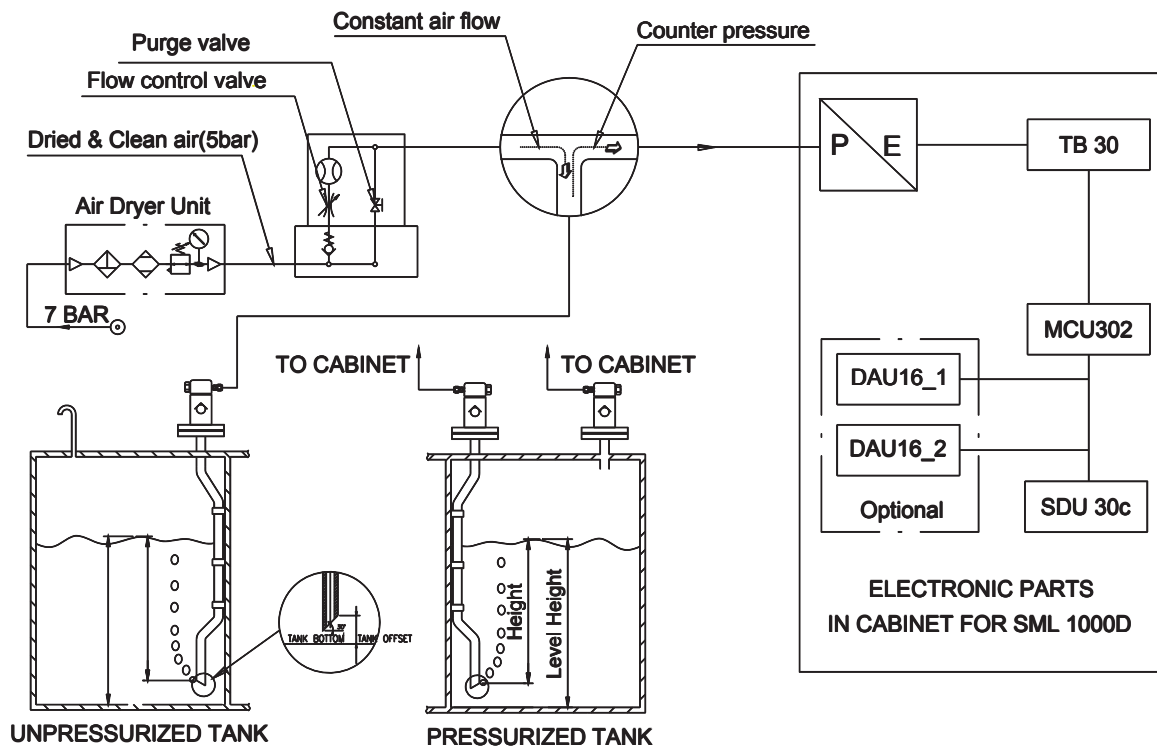 Constant air flow
Counter pressure
Purge valve
Flow control valve
Dried & Clean air(5bar)
Air Dryer Unit
7 BAR
P
E
TB 30
MCU302
DAU16_1
DAU16_2
Optional
SDU 30c
ELECTRONIC PARTS
IN CABINET FOR SML 1000D
TO CABINET
TO CABINET
TANK BOTTOM
TANK OFFSET
Height
Level Height
UNPRESSURIZED TANK
PRESSURIZED TANK